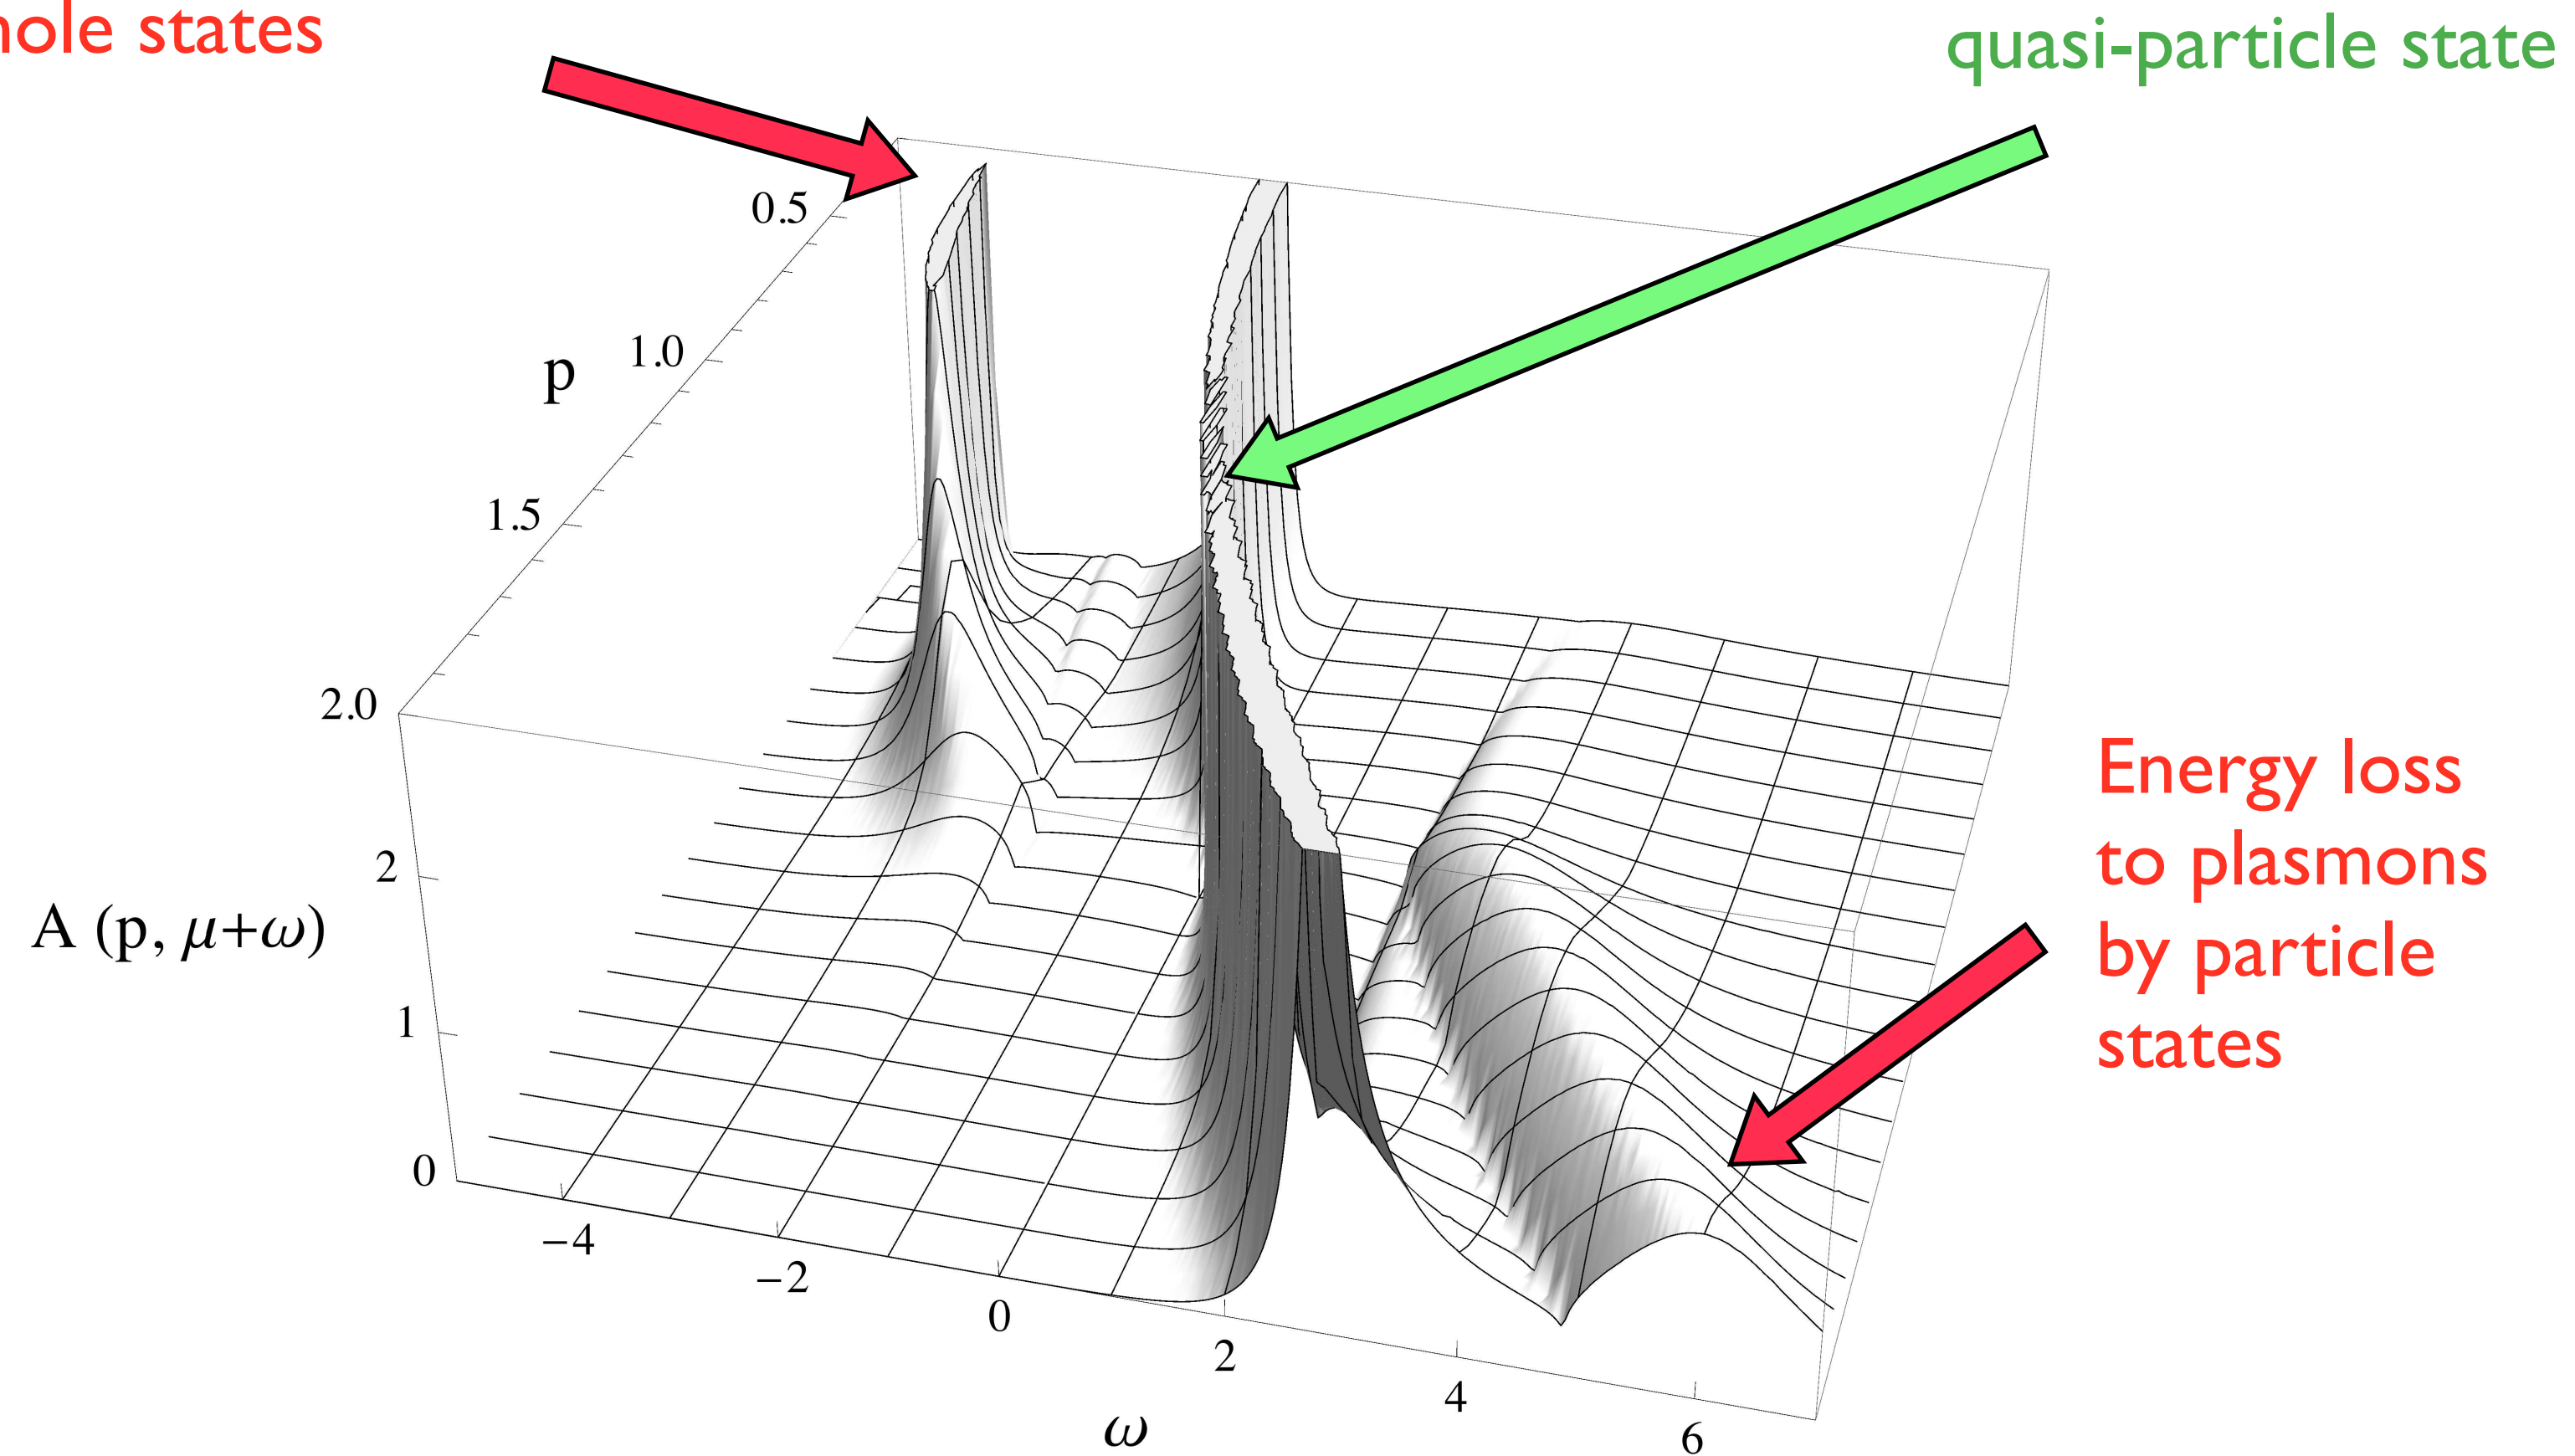 hole states
quasi-particle state
0.5
1.0
p
1.5
2.0
2
A (p, μ+ω)
1
0
−4
−2
0
2
4
6
ω
Energy loss
to plasmons
by particle
states